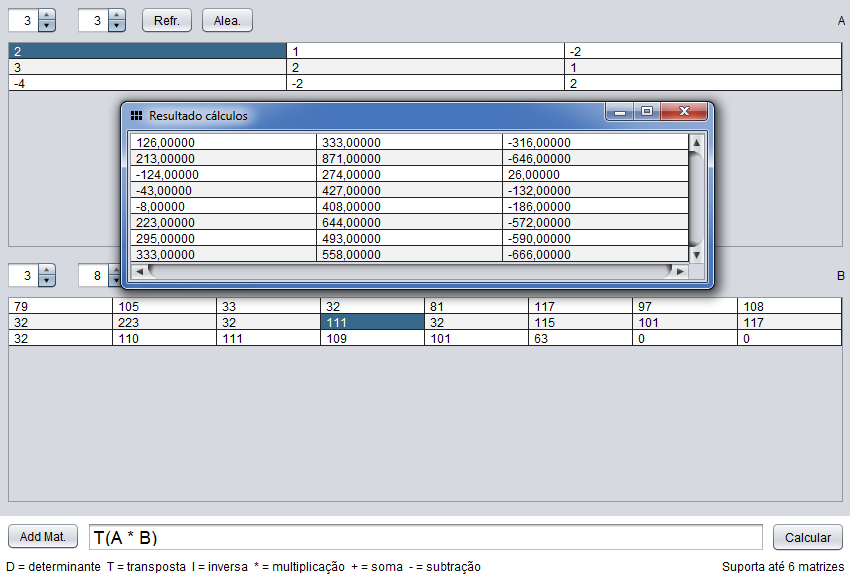 3 3 Refr. Alea. A
2 1 -2
3 2 1
-4 -2 2
Resultado cálculos
126,00000 333,00000 -316,00000
213,00000 871,00000 -646,00000
-124,00000 274,00000 26,00000
-43,00000 427,00000 -132,00000
-8,00000 408,00000 -186,00000
223,00000 644,00000 -572,00000
295,00000 493,00000 -590,00000
333,00000 558,00000 -666,00000
3 8 B
79 105 33 32 81 117 97 108
32 223 32 111 32 115 101 117
32 110 111 109 101 63 0 0
Add Mat. T(A * B) Calcular
D = determinante T = transposta I = inversa * = multiplicação + = soma - = subtração Suporta até 6 matrizes